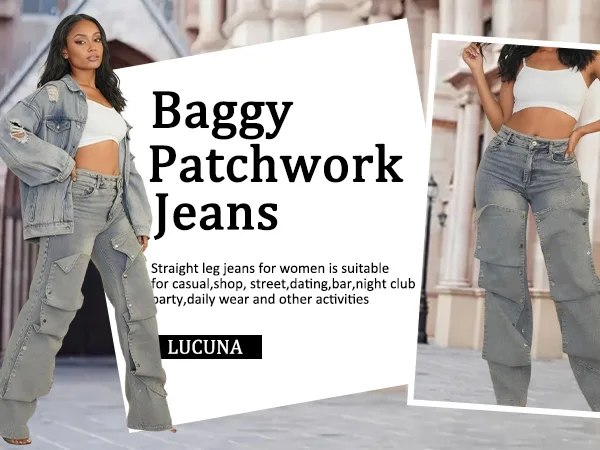 Baggy
Patchwork
Jeans
Straight leg jeans for women is suitable
for casual,shop, street,dating,bar,night club
party,daily wear and other activities
LUCUNA